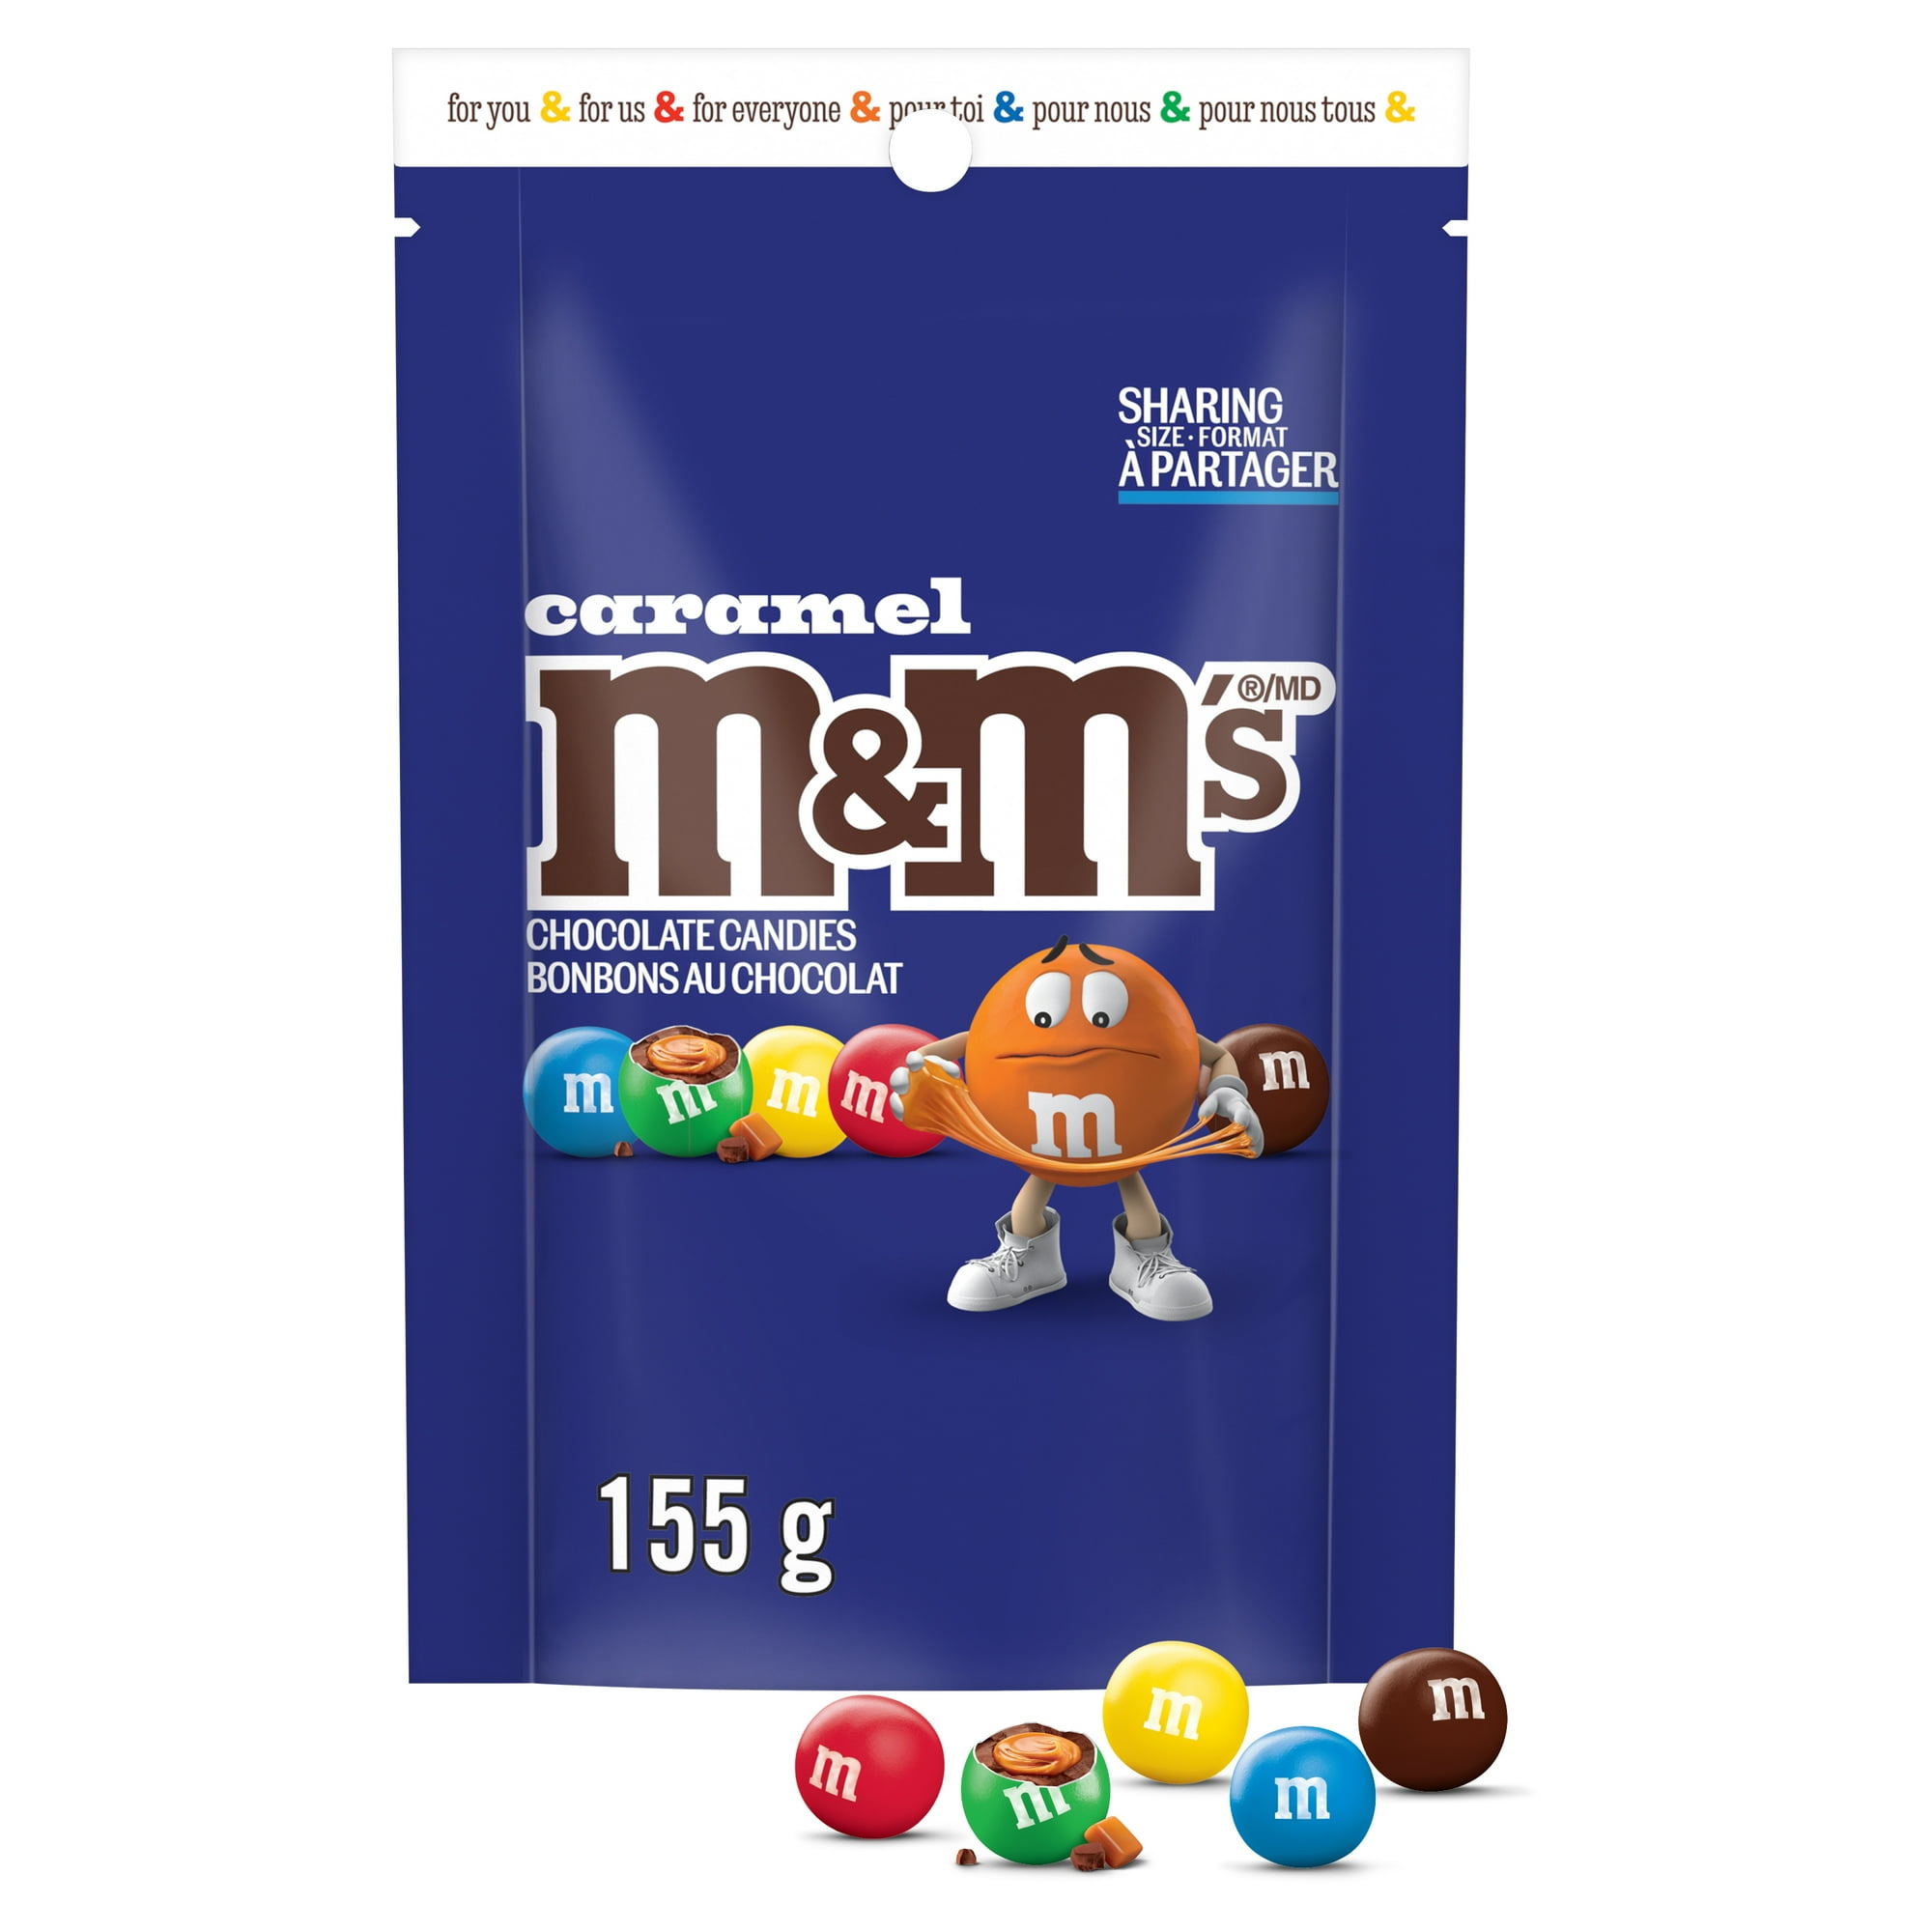 for you & for us & for everyone & pour toi & pour nous & pour nous tous &
SHARING
SIZE · FORMAT
À PARTAGER
caramel
m&m's ®/MD
CHOCOLATE CANDIES
BONBONS AU CHOCOLAT
m m m m m m
155 g
m m m m m